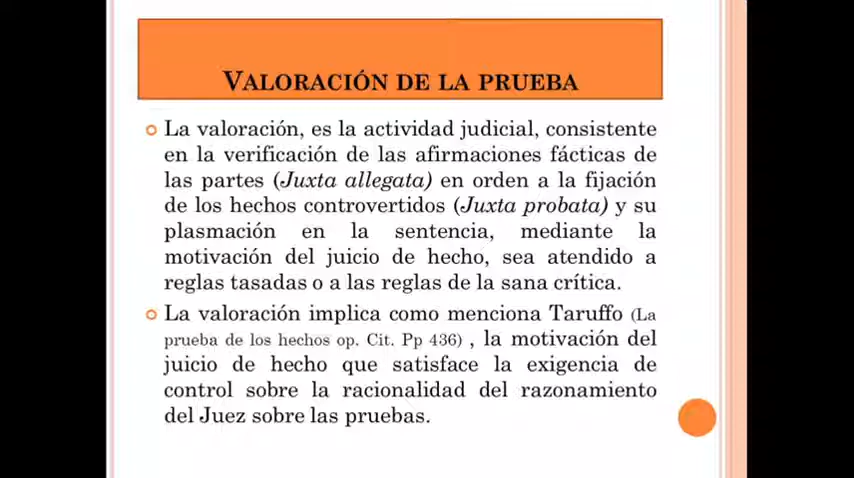 VALORACIÓN DE LA PRUEBA
La valoración, es la actividad judicial, consistente
en la verificación de las afirmaciones fácticas de
las partes (Juxta allegata) en orden a la fijación
de los hechos controvertidos (Juxta probata) y su
plasmación en la sentencia, mediante la
motivación del juicio de hecho, sea atendido a
reglas tasadas o a las reglas de la sana crítica.
La valoración implica como menciona Taruffo (La
prueba de los hechos op. Cit. Pp 436) , la motivación del
juicio de hecho que satisface la exigencia de
control sobre la racionalidad del razonamiento
del Juez sobre las pruebas.